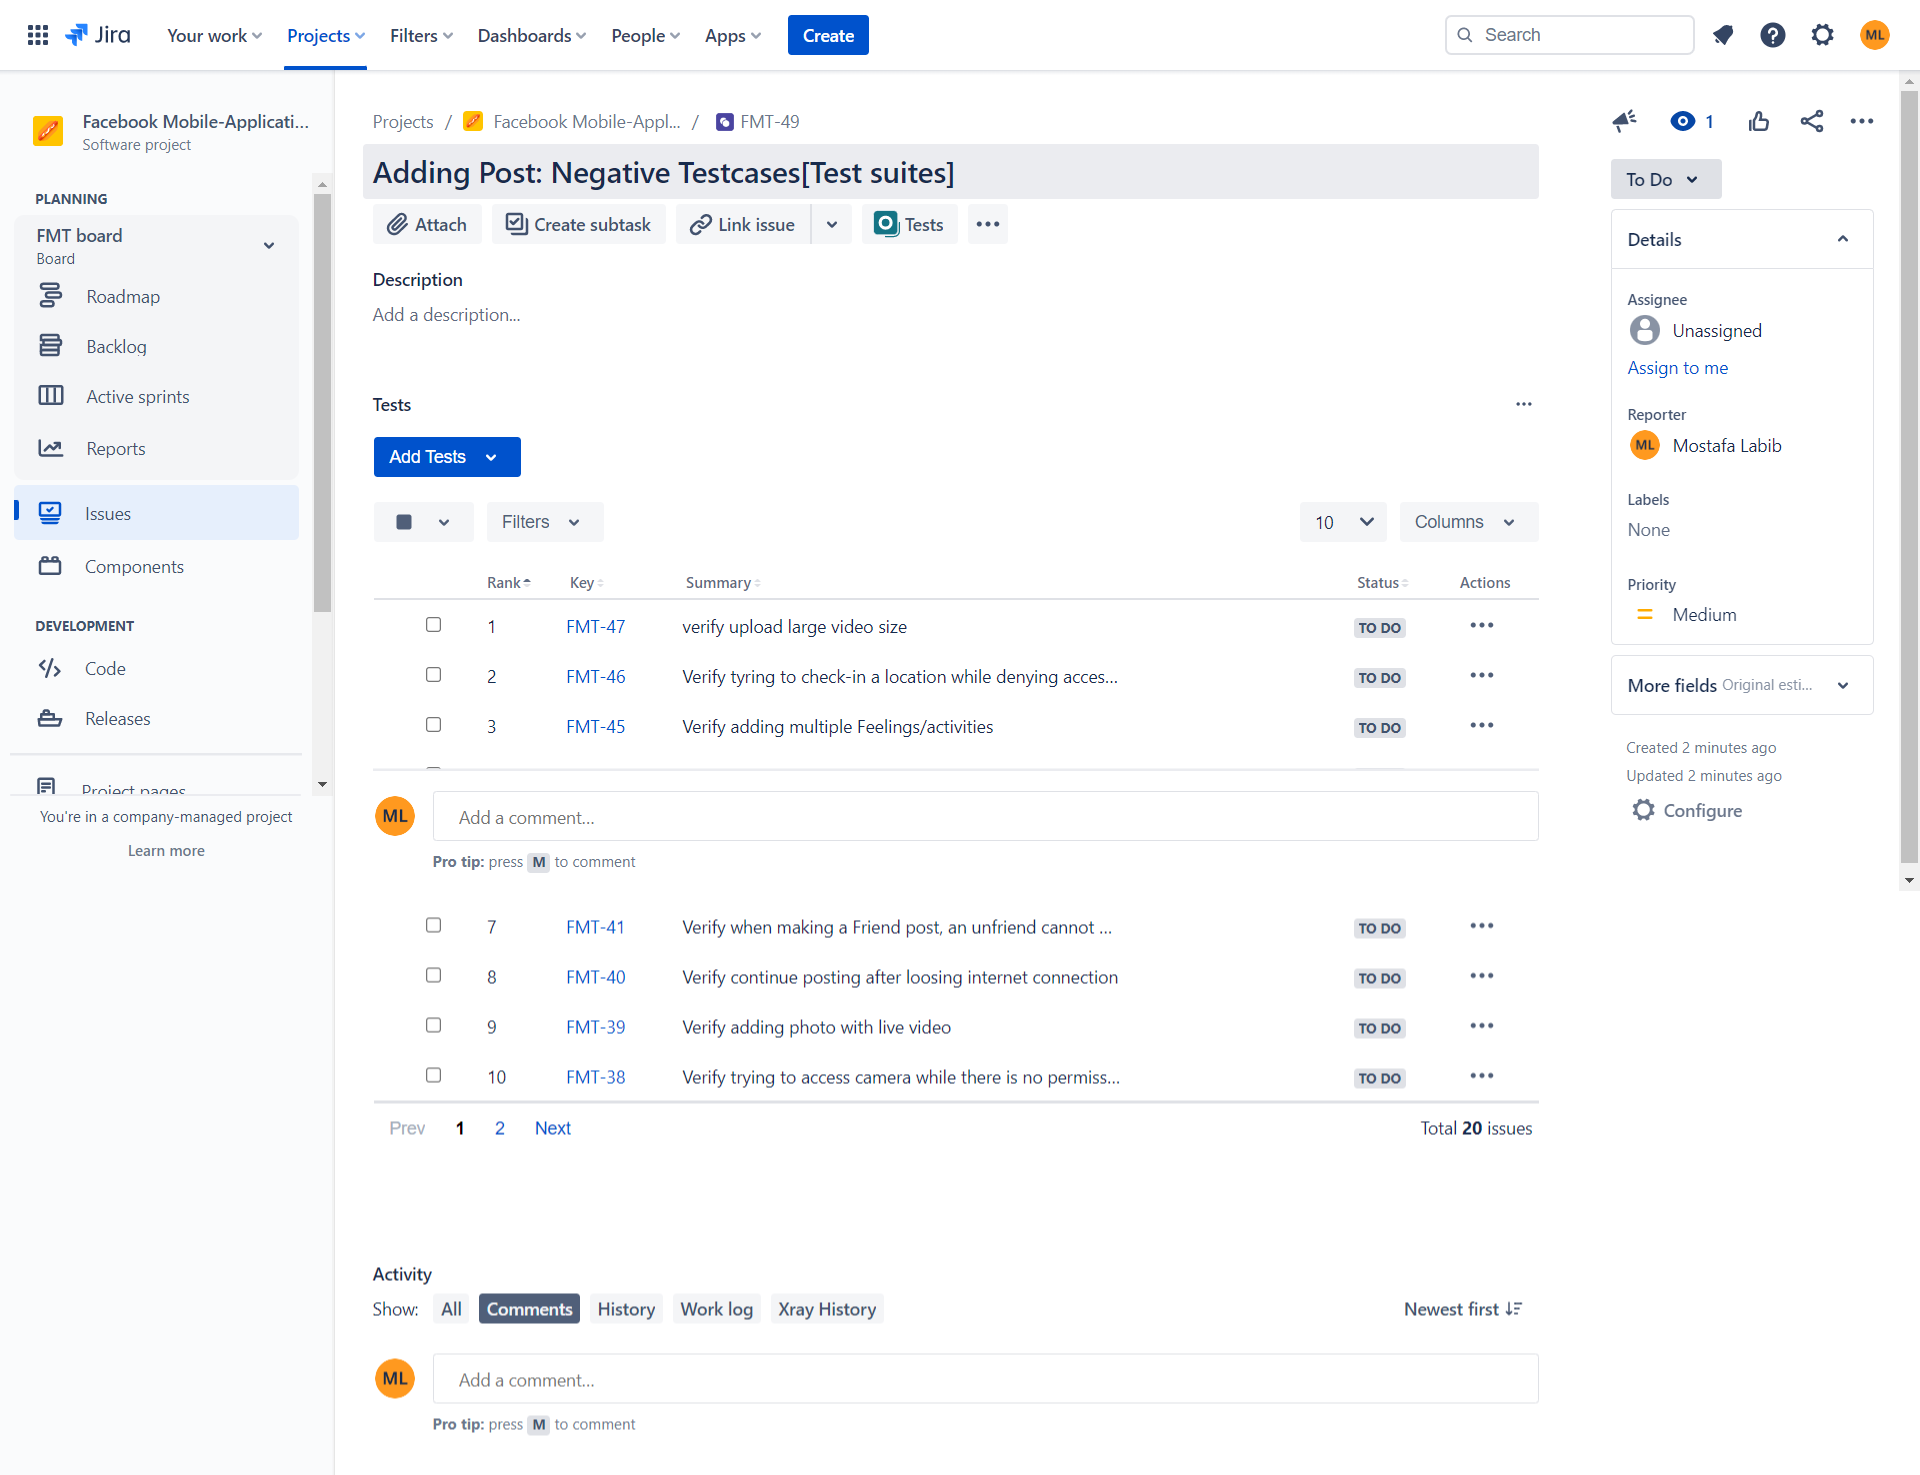 Jira Your work Projects Filters Dashboards People Apps Create Search ML
Facebook Mobile-Applicati...
Software project
PLANNING
FMT board
Board
Roadmap
Backlog
Active sprints
Reports
Issues
Components
DEVELOPMENT
Code
Releases
Project pages
You're in a company-managed project
Learn more
Projects / Facebook Mobile-Appl... / FMT-49
Adding Post: Negative Testcases[Test suites]
Attach Create subtask Link issue Tests
Description
Add a description...
Tests
Add Tests
Filters 10 Columns
Rank Key Summary Status Actions
1 FMT-47 verify upload large video size TO DO
2 FMT-46 Verify tyring to check-in a location while denying acces... TO DO
3 FMT-45 Verify adding multiple Feelings/activities TO DO
ML Add a comment...
Pro tip: press M to comment
7 FMT-41 Verify when making a Friend post, an unfriend cannot ... TO DO
8 FMT-40 Verify continue posting after loosing internet connection TO DO
9 FMT-39 Verify adding photo with live video TO DO
10 FMT-38 Verify trying to access camera while there is no permiss... TO DO
Prev 1 2 Next Total 20 issues
Activity
Show: All Comments History Work log Xray History Newest first
ML Add a comment...
Pro tip: press M to comment
1
To Do
Details
Assignee
Unassigned
Assign to me
Reporter
ML Mostafa Labib
Labels
None
Priority
Medium
More fields Original esti...
Created 2 minutes ago
Updated 2 minutes ago
Configure